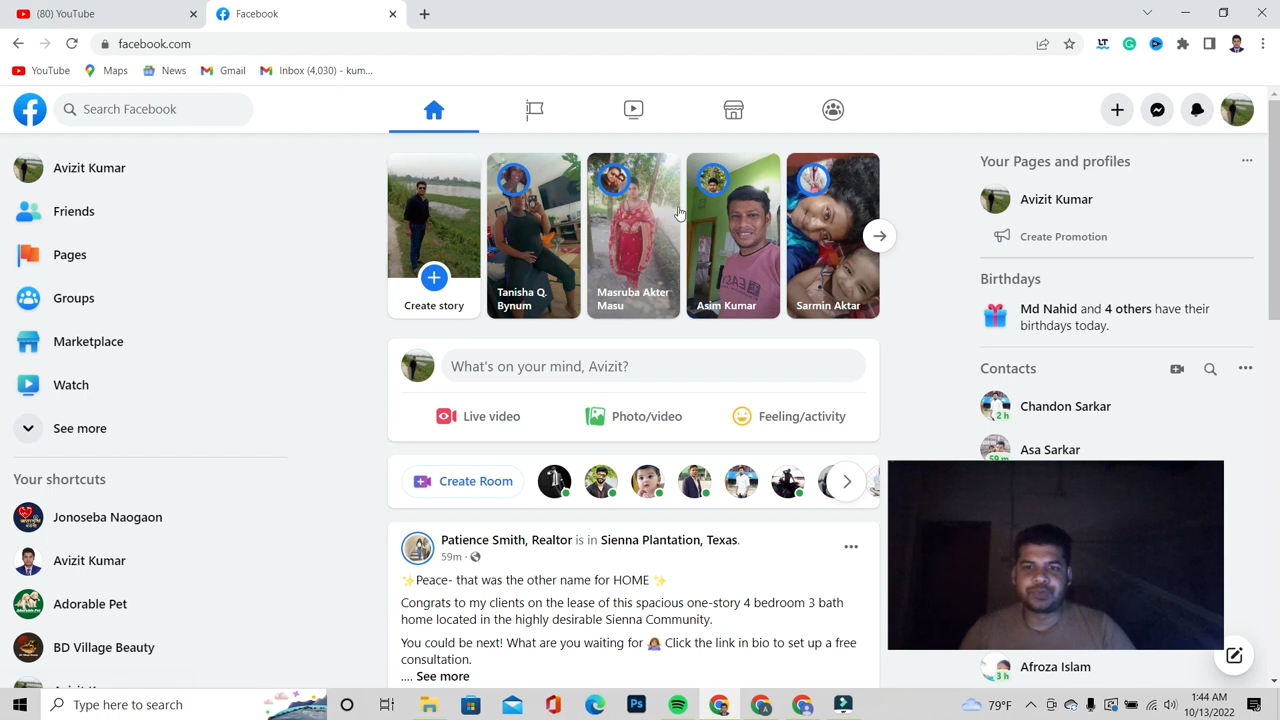 (80) YouTube
Facebook
facebook.com
YouTube
Maps
News
Gmail
Inbox (4,030) - kum...
Search Facebook
Avizit Kumar
Friends
Pages
Groups
Marketplace
Watch
See more
Your shortcuts
Jonoseba Naogaon
Avizit Kumar
Adorable Pet
BD Village Beauty
Create story
Tanisha Q.
Bynum
Masruba Akter
Masu
Asim Kumar
Sarmin Aktar
What's on your mind, Avizit?
Live video
Photo/video
Feeling/activity
Create Room
Patience Smith, Realtor is in Sienna Plantation, Texas.
59m ·
✨Peace- that was the other name for HOME ✨
Congrats to my clients on the lease of this spacious one-story 4 bedroom 3 bath
home located in the highly desirable Sienna Community.
You could be next! What are you waiting for 🤷🏽‍♀️ Click the link in bio to set up a free
consultation.
.... See more
Your Pages and profiles
Avizit Kumar
Create Promotion
Birthdays
Md Nahid and 4 others have their
birthdays today.
Contacts
Chandon Sarkar
2 h
Asa Sarkar
59 m
Afroza Islam
3 h
Type here to search
79°F
1:44 AM
10/13/2022